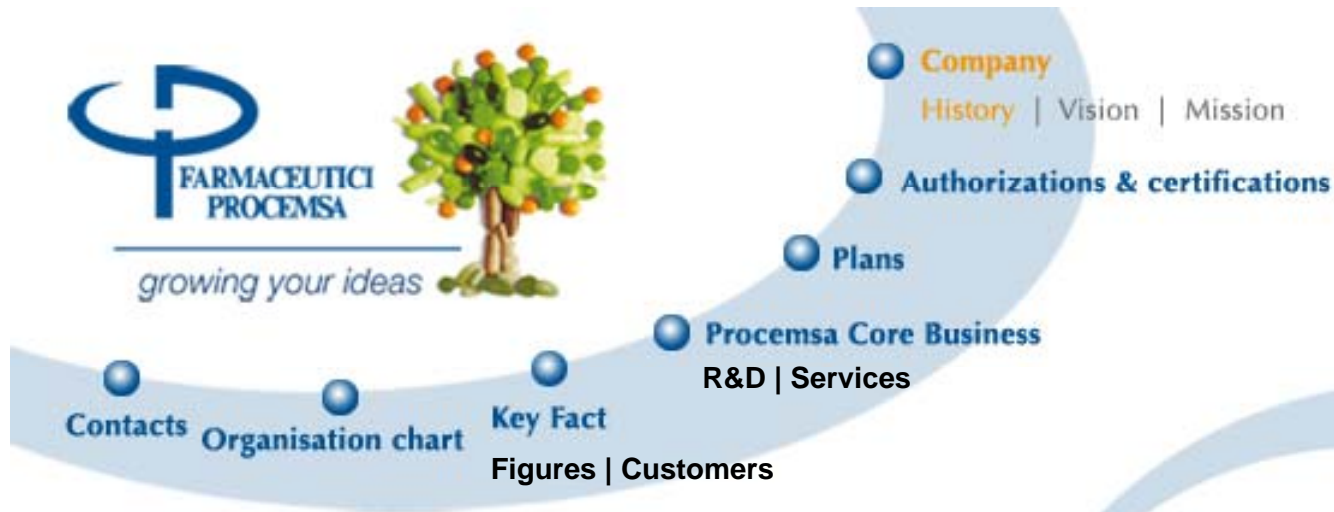 FARMACEUTICI
PROCEMSA
growing your ideas
Company
History | Vision | Mission
Authorizations & certifications
Plans
Procemsa Core Business
R&D | Services
Key Fact
Figures | Customers
Organisation chart
Contacts